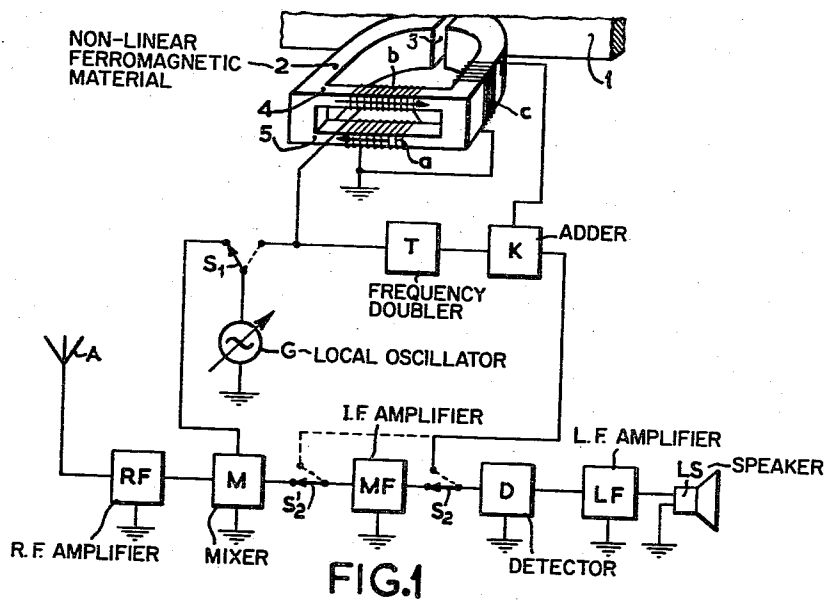 NON-LINEAR
FERROMAGNETIC
MATERIAL
2
3
b
1
4
5
a
c
S1
T
K
ADDER
FREQUENCY
DOUBLER
G
LOCAL OSCILLATOR
A
I.F. AMPLIFIER
L.F. AMPLIFIER
LS
SPEAKER
RF
M
S'2
MF
S2
D
LF
R.F. AMPLIFIER
MIXER
DETECTOR
FIG.1